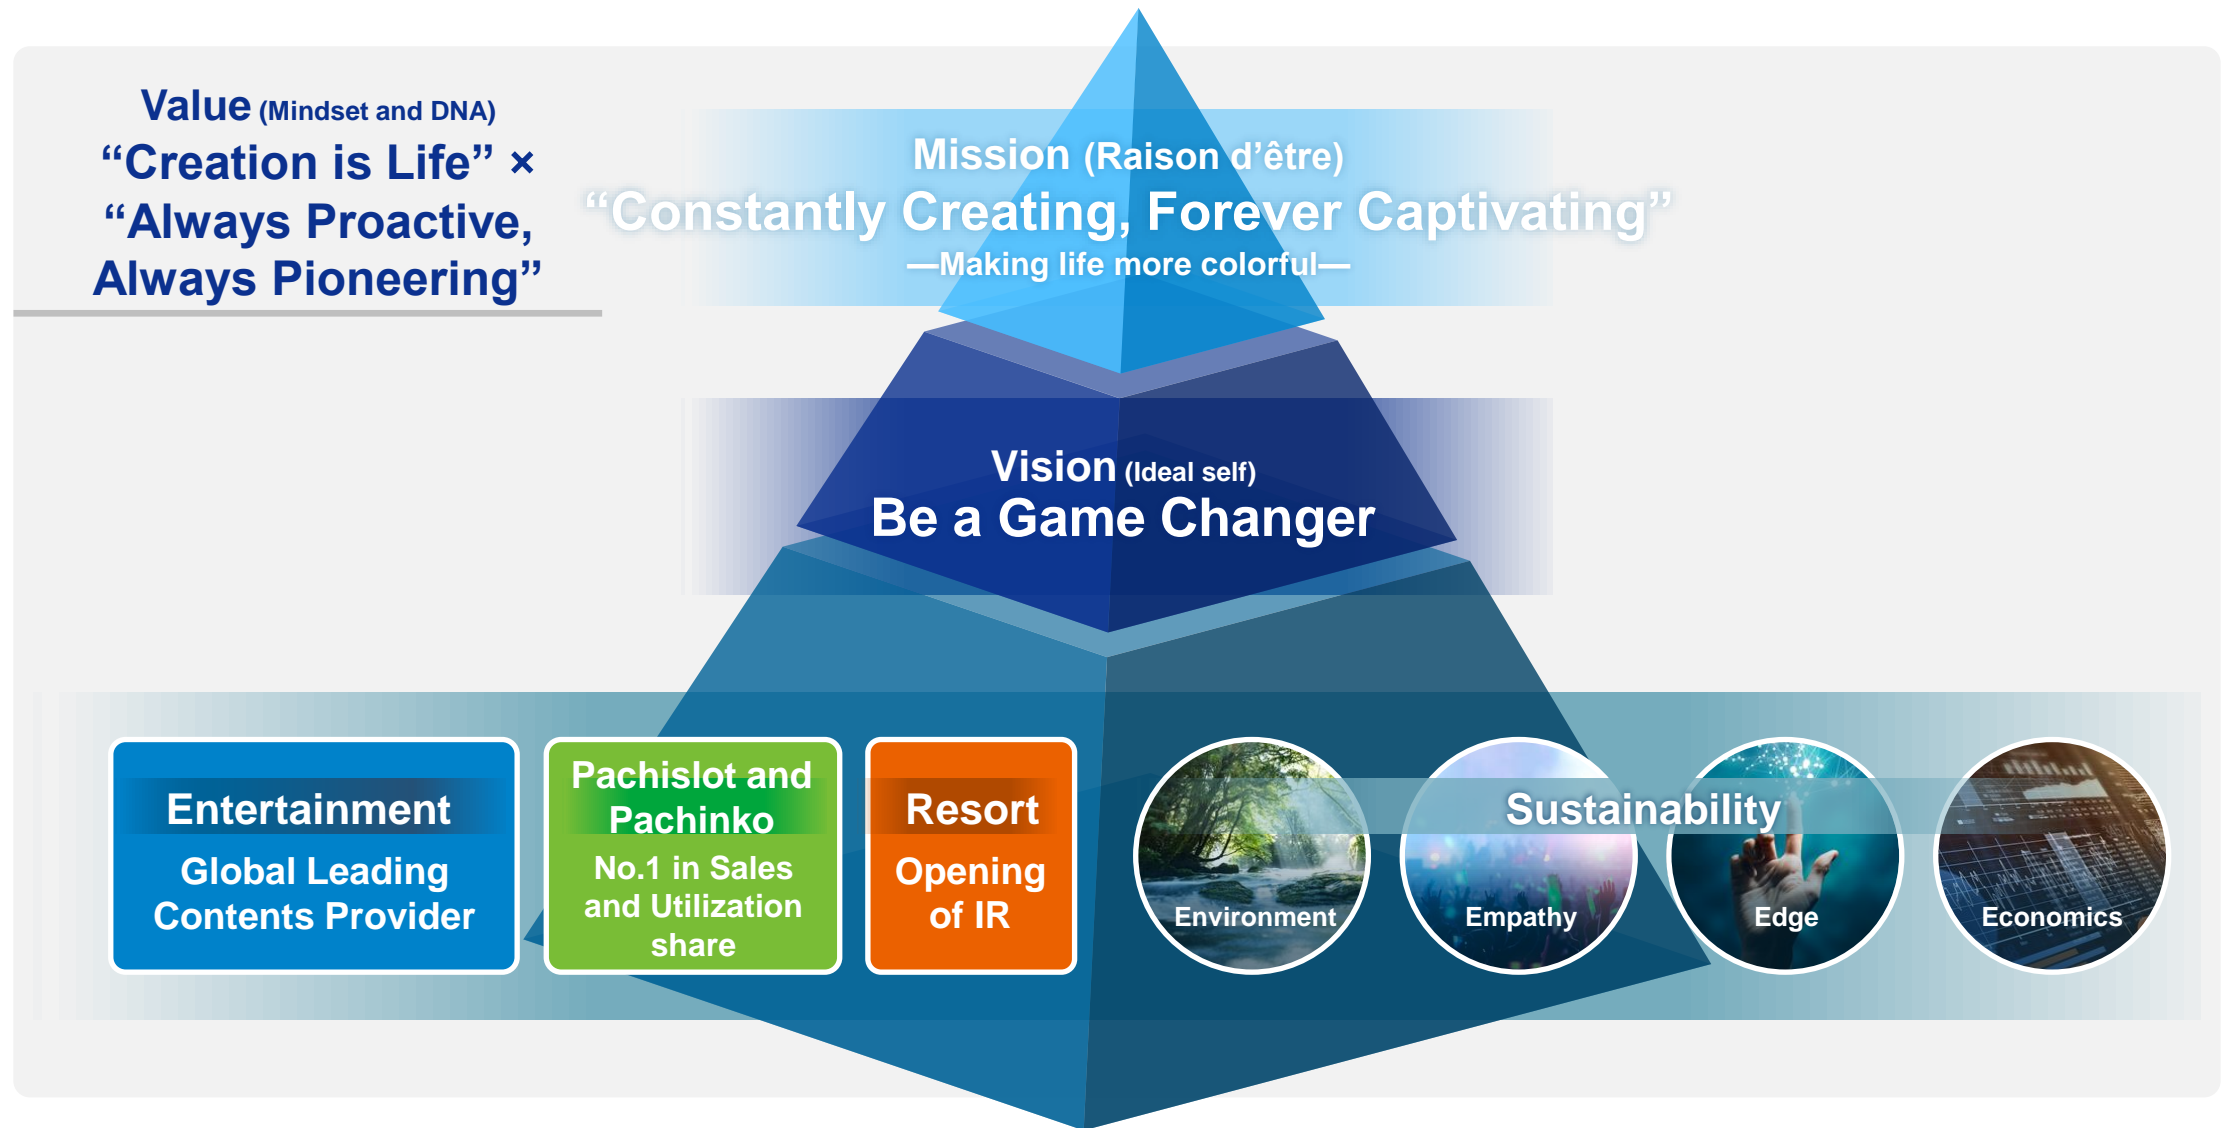 Value (Mindset and DNA)
“Creation is Life” ×
“Always Proactive,
Always Pioneering”
Mission (Raison d’être)
“Constantly Creating, Forever Captivating”
—Making life more colorful—
Vision (Ideal self)
Be a Game Changer
Entertainment
Global Leading
Contents Provider
Pachislot and
Pachinko
No.1 in Sales
and Utilization
share
Resort
Opening
of IR
Sustainability
Environment
Empathy
Edge
Economics